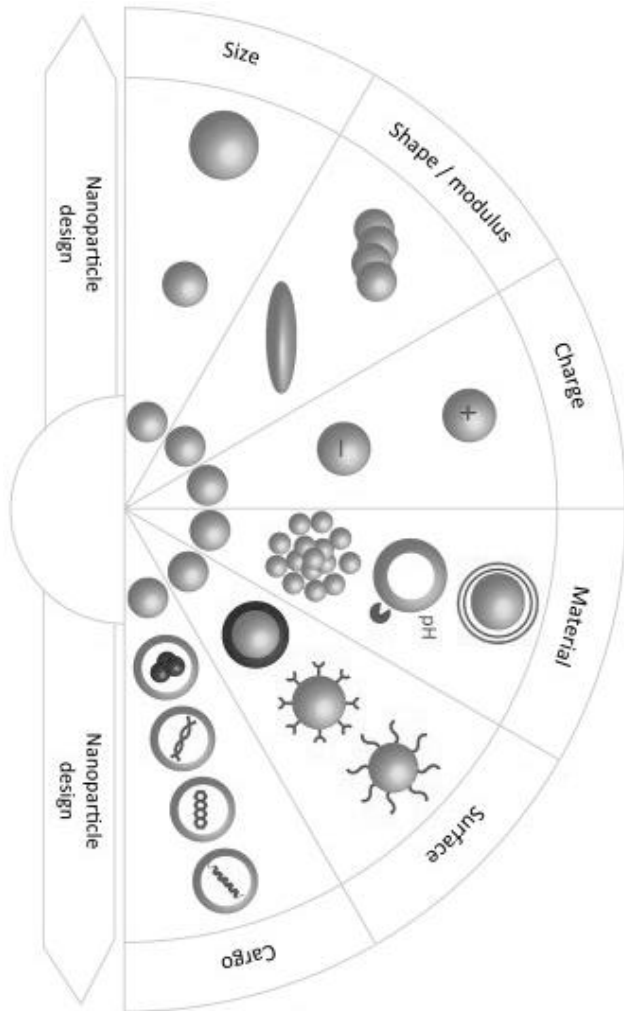 Size
Shape / modulus
Charge
Material
Surface
Cargo
Nanoparticle
design
Nanoparticle
design
+
−
pH